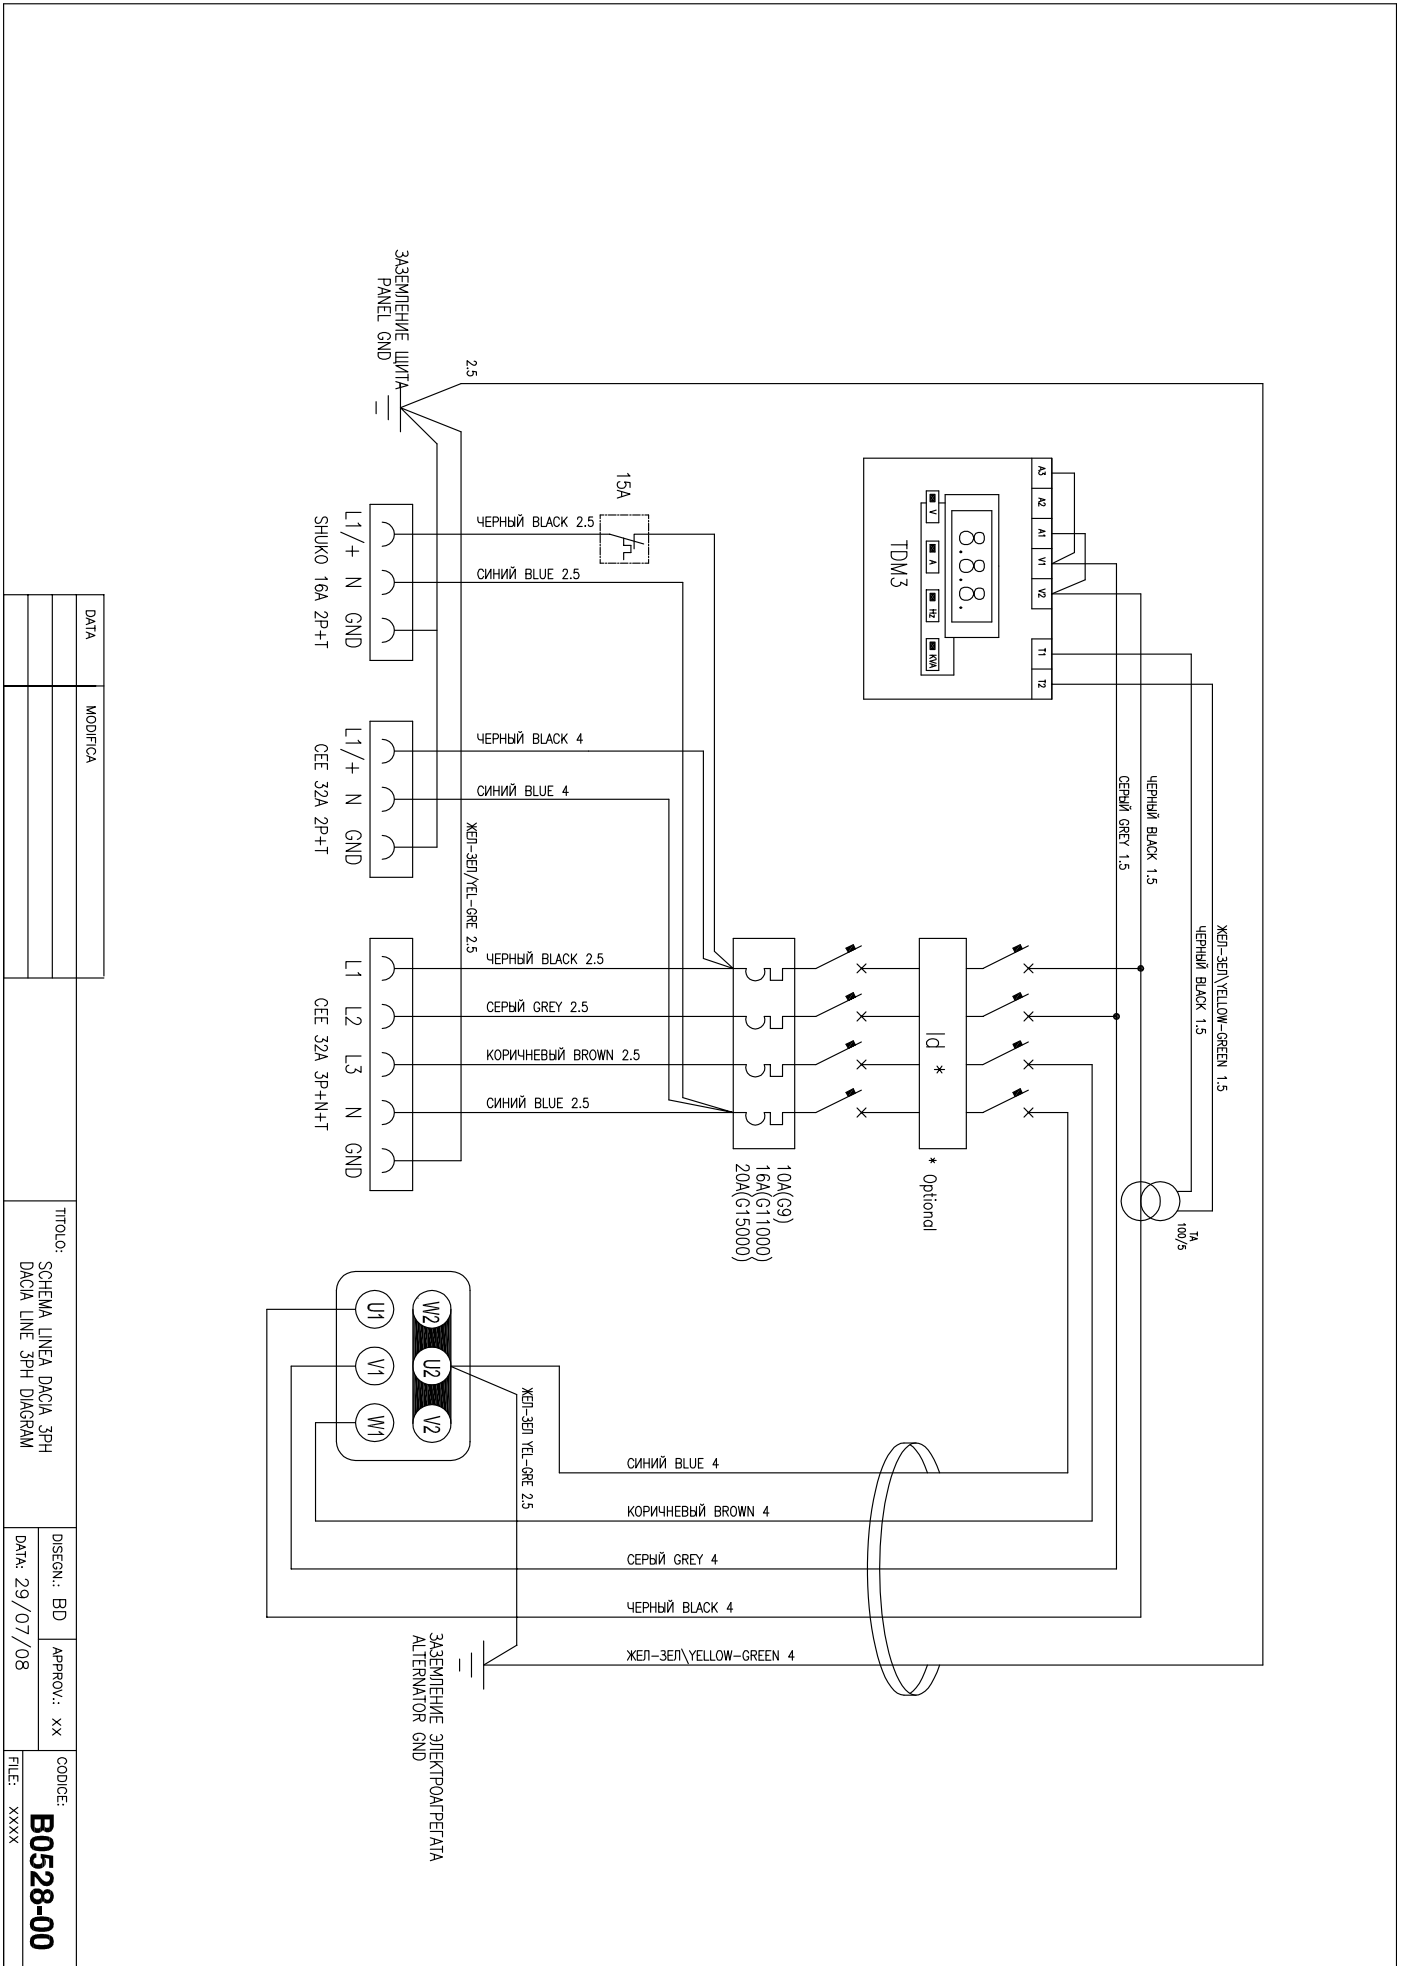 ЗАЗЕМЛЕНИЕ ЩИТА
PANEL GND
2.5
A3
A2
A1
V1
V2
T1
T2
8.8.8.
V
A
Hz
KVA
TDM3
ЧЕРНЫЙ BLACK 1.5
СЕРЫЙ GREY 1.5
ЖЕЛ-ЗЕЛ\YELLOW-GREEN 1.5
ЧЕРНЫЙ BLACK 1.5
TA
100/5
15A
ЧЕРНЫЙ BLACK 2.5
СИНИЙ BLUE 2.5
L1/+ N GND
SHUKO 16A 2P+T
ЧЕРНЫЙ BLACK 4
СИНИЙ BLUE 4
ЖЕЛ-ЗЕЛ/YEL-GRE 2.5
L1/+ N GND
CEE 32A 2P+T
ЧЕРНЫЙ BLACK 2.5
СЕРЫЙ GREY 2.5
КОРИЧНЕВЫЙ BROWN 2.5
СИНИЙ BLUE 2.5
L1 L2 L3 N GND
CEE 32A 3P+N+T
Id *
* Optional
10A(G9)
16A(G11000)
20A(G15000)
W2 U2 V2
U1 V1 W1
ЖЕЛ-ЗЕЛ YEL-GRE 2.5
СИНИЙ BLUE 4
КОРИЧНЕВЫЙ BROWN 4
СЕРЫЙ GREY 4
ЧЕРНЫЙ BLACK 4
ЖЕЛ-ЗЕЛ\YELLOW-GREEN 4
ЗАЗЕМЛЕНИЕ ЭЛЕКТРОАГРЕГАТА
ALTERNATOR GND
DATA
MODIFICA
TITOLO:
SCHEMA LINEA DACIA 3PH
DACIA LINE 3PH DIAGRAM
DISEGN.: BD
APPROV.: XX
DATA: 29/07/08
CODICE:
B0528-00
FILE: XXXX